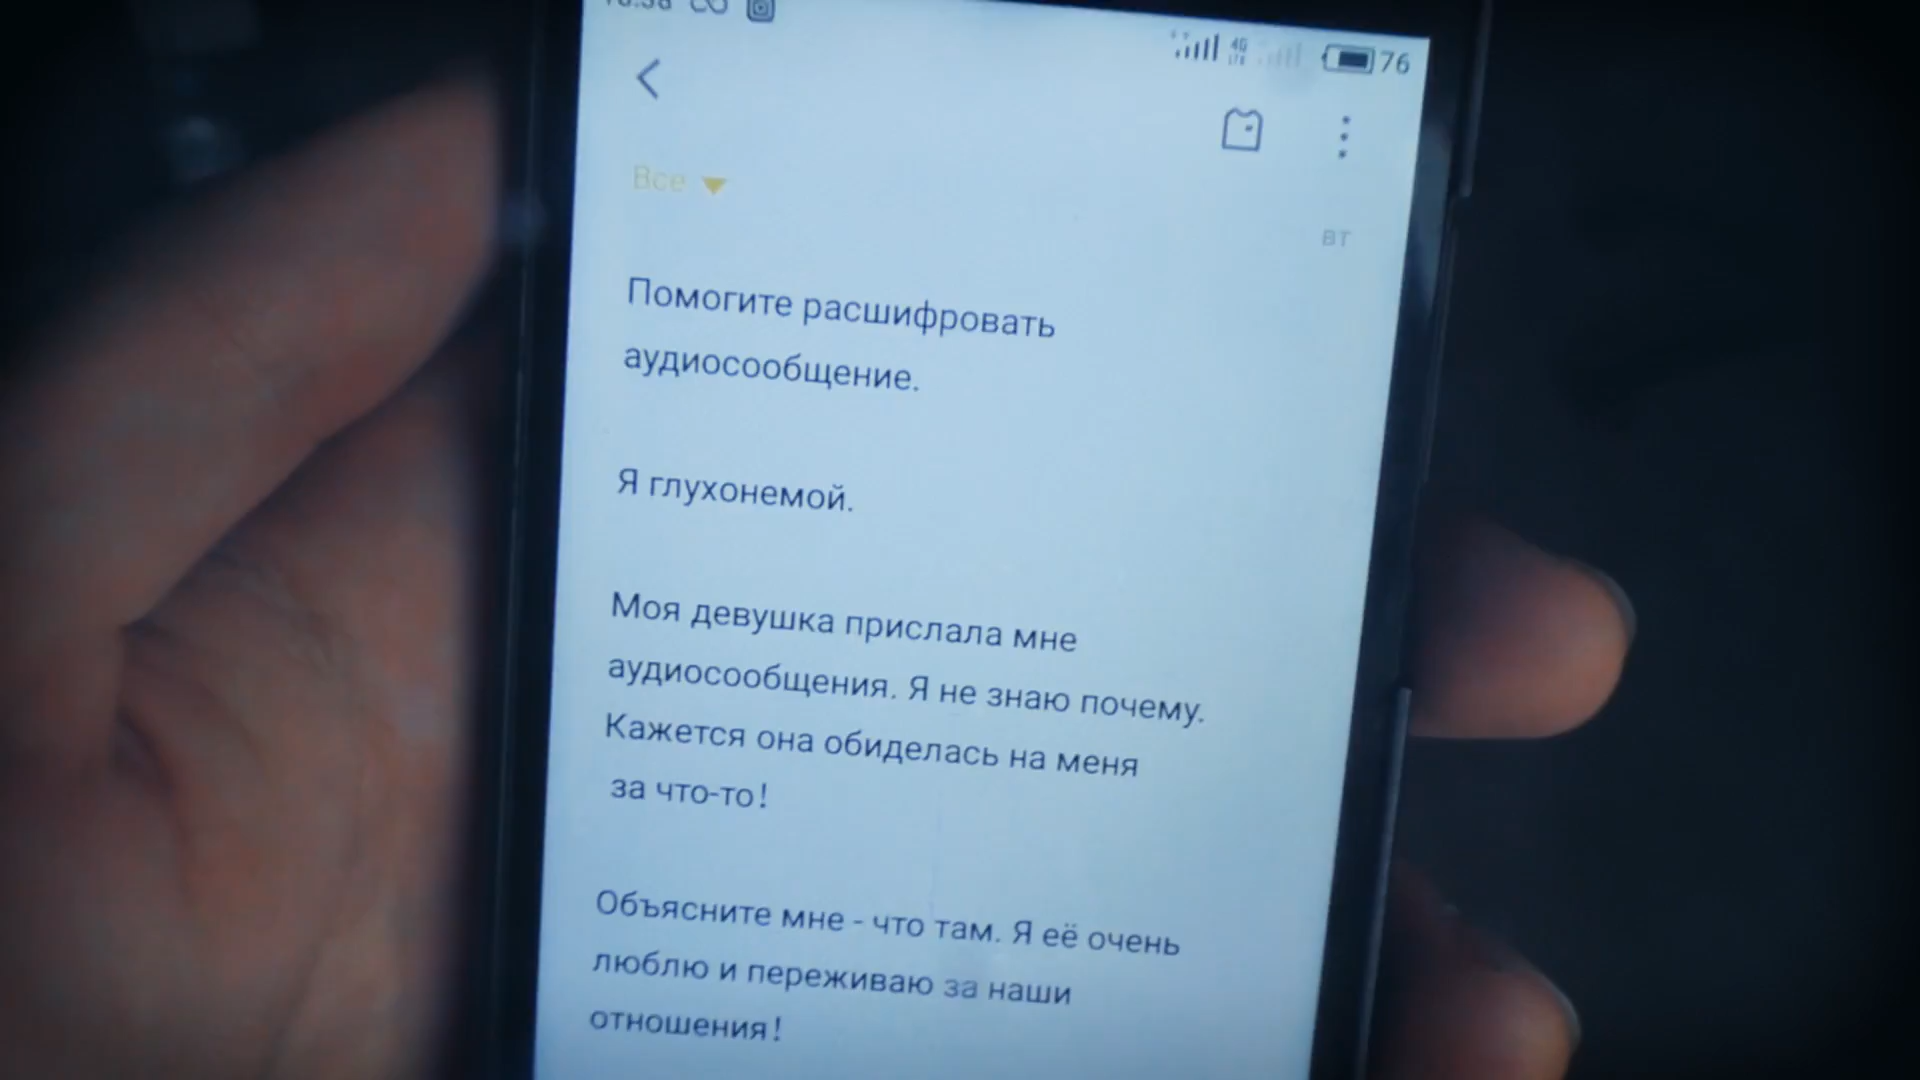 76
Все
вт
Помогите расшифровать
аудиосообщение.
Я глухонемой.
Моя девушка прислала мне
аудиосообщения. Я не знаю почему.
Кажется она обиделась на меня
за что-то!
Объясните мне - что там. Я её очень
люблю и переживаю за наши
отношения!